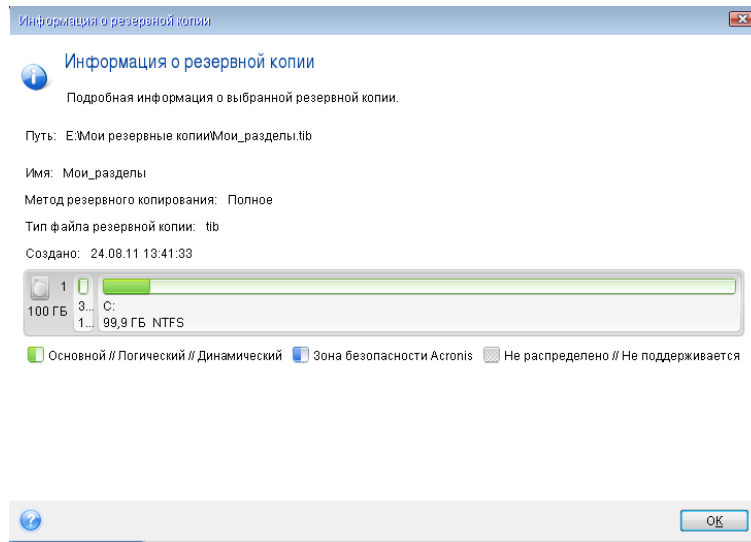 Информация о резервной копии
Информация о резервной копии
Подробная информация о выбранной резервной копии.
Путь: E:\Мои резервные копии\Мои_разделы.tib
Имя: Мои_разделы
Метод резервного копирования: Полное
Тип файла резервной копии: tib
Создано: 24.08.11 13:41:33
1
100 ГБ
З...
1...
C:
99,9 ГБ NTFS
Основной // Логический // Динамический
Зона безопасности Acronis
Не распределено // Не поддерживается
OK